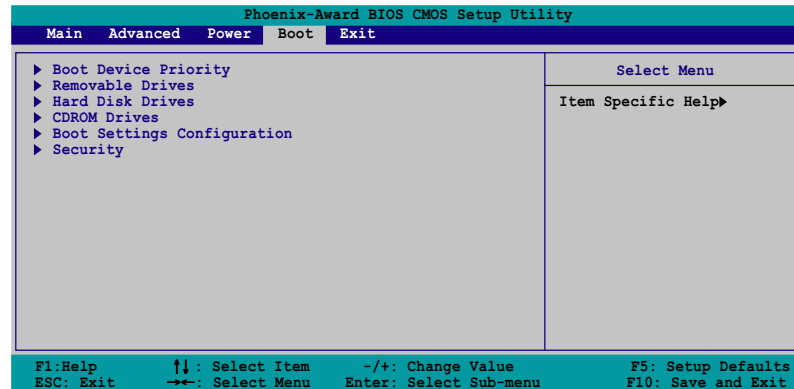 Phoenix-Award BIOS CMOS Setup Utility
Main Advanced Power Boot Exit
Boot Device Priority
Removable Drives
Hard Disk Drives
CDROM Drives
Boot Settings Configuration
Security
Select Menu
Item Specific Help
F1:Help ↑↓ : Select Item -/+: Change Value F5: Setup Defaults
ESC: Exit →←: Select Menu Enter: Select Sub-menu F10: Save and Exit